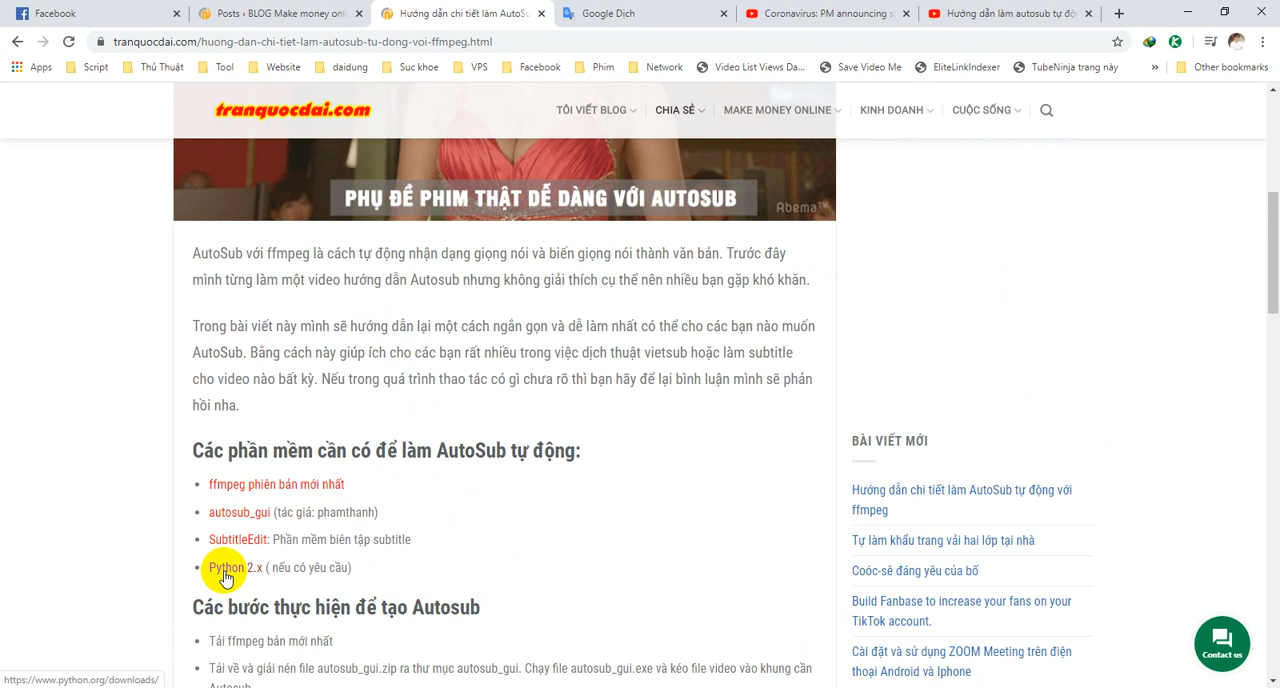 Facebook
Posts ‹ BLOG Make money onlin
Hướng dẫn chi tiết làm AutoSu
Google Dịch
Coronavirus: PM announcing s
Hướng dẫn làm autosub tự độ
tranquocdai.com/huong-dan-chi-tiet-lam-autosub-tu-dong-voi-ffmpeg.html
Apps
Script
Thủ Thuật
Tool
Website
daidung
Suc khoe
VPS
Facebook
Phim
Network
Video List Views Da...
Save Video Me
EliteLinkIndexer
TubeNinja trang này
»
Other bookmarks
tranquocdai.com
TÔI VIẾT BLOG
CHIA SẺ
MAKE MONEY ONLINE
KINH DOANH
CUỘC SỐNG
PHỤ ĐỀ PHIM THẬT DỄ DÀNG VỚI AUTOSUB
Abema™
AutoSub với ffmpeg là cách tự động nhận dạng giọng nói và biến giọng nói thành văn bản. Trước đây
mình từng làm một video hướng dẫn Autosub nhưng không giải thích cụ thể nên nhiều bạn gặp khó khăn.
Trong bài viết này mình sẽ hướng dẫn lại một cách ngắn gọn và dễ làm nhất có thể cho các bạn nào muốn
AutoSub. Bằng cách này giúp ích cho các bạn rất nhiều trong việc dịch thuật vietsub hoặc làm subtitle
cho video nào bất kỳ. Nếu trong quá trình thao tác có gì chưa rõ thì bạn hãy để lại bình luận mình sẽ phản
hồi nha.
Các phần mềm cần có để làm AutoSub tự động:
ffmpeg phiên bản mới nhất
autosub_gui (tác giả: phamthanh)
SubtitleEdit: Phần mềm biên tập subtitle
Python 2.x ( nếu có yêu cầu)
Các bước thực hiện để tạo Autosub
Tải ffmpeg bản mới nhất
Tải về và giải nén file autosub_gui.zip ra thư mục autosub_gui. Chạy file autosub_gui.exe và kéo file video vào khung cần
Autosub.
BÀI VIẾT MỚI
Hướng dẫn chi tiết làm AutoSub tự động với
ffmpeg
Tự làm khẩu trang vải hai lớp tại nhà
Coóc-sê đáng yêu của bố
Build Fanbase to increase your fans on your
TikTok account.
Cài đặt và sử dụng ZOOM Meeting trên điện
thoại Android và Iphone
Contact us
https://www.python.org/downloads/